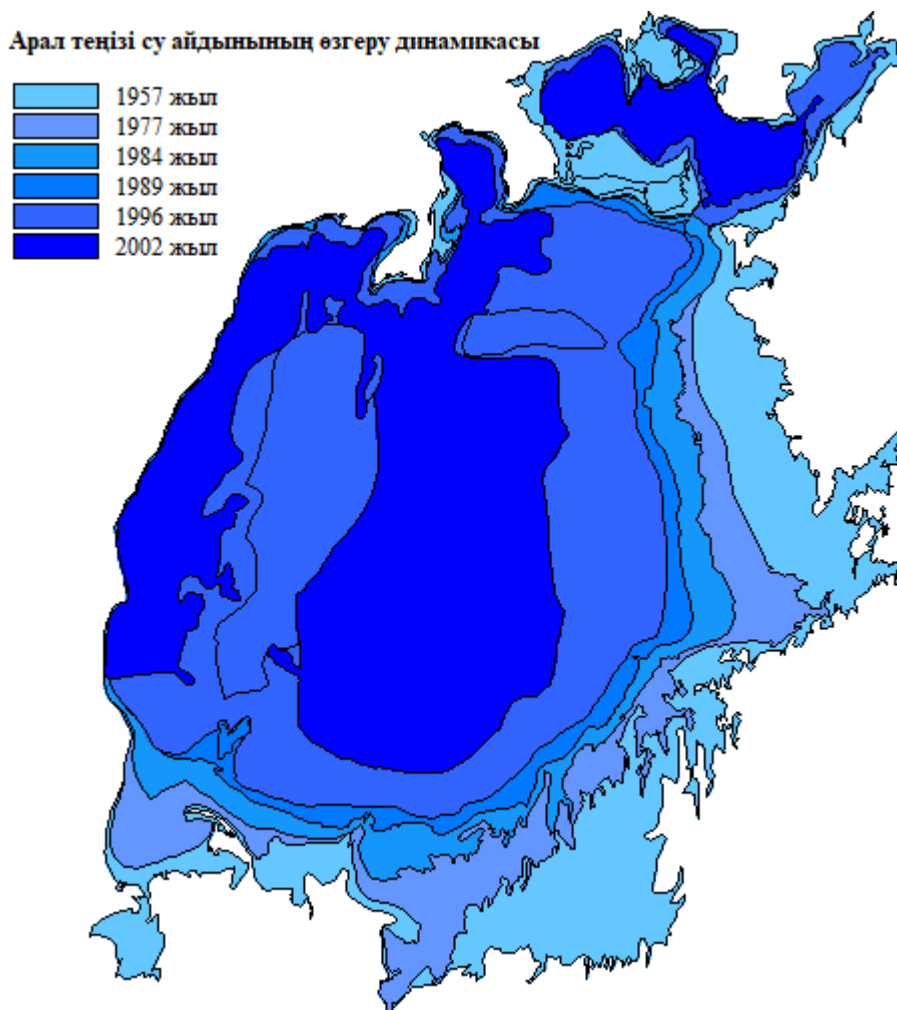 Арал теңізі су айдынының өзгеру динамикасы
1957 жыл
1977 жыл
1984 жыл
1989 жыл
1996 жыл
2002 жыл